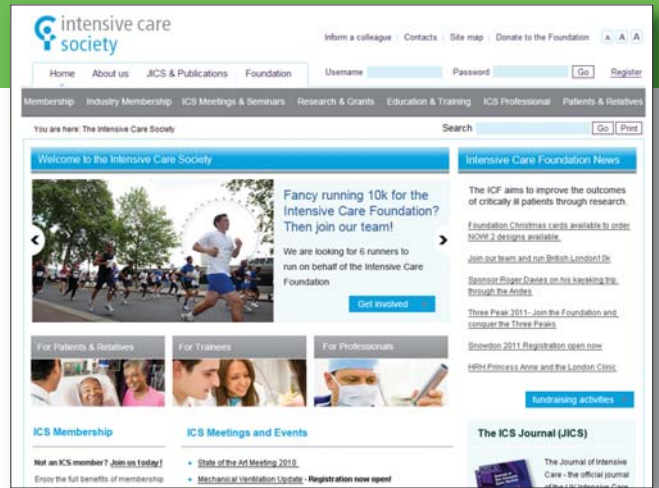 intensive care
society
Inform a colleague | Contacts | Site map | Donate to the Foundation A A A
Home About us JICS & Publications Foundation Username Password Go Register
Membership Industry Membership ICS Meetings & Seminars Research & Grants Education & Training ICS Professional Patients & Relatives
You are here: The Intensive Care Society Search Go Print
Welcome to the Intensive Care Society
Fancy running 10k for the
Intensive Care Foundation?
Then join our team!
We are looking for 6 runners to
run on behalf of the Intensive Care
Foundation
Get involved
Intensive Care Foundation News
The ICF aims to improve the outcomes
of critically ill patients through research.
Foundation Christmas cards available to order
NOW! 2 designs available
Join our team and run British London10k
Sponsor Roger Davies on his kayaking trip
through the Andes
Three Peak 2011- Join the Foundation and
conquer the Three Peaks
Snowdon 2011 Registration open now
HRH Princess Anne and the London Clinic
fundraising activities
For Patients & Relatives
For Trainees
For Professionals
ICS Membership
Not an ICS member? Join us today!
Enjoy the full benefits of membership
ICS Meetings and Events
State of the Art Meeting 2010
Mechanical Ventilation Update - Registration now open!
The ICS Journal (JICS)
The Journal of Intensive
Care - the official journal
of the UK Intensive Care